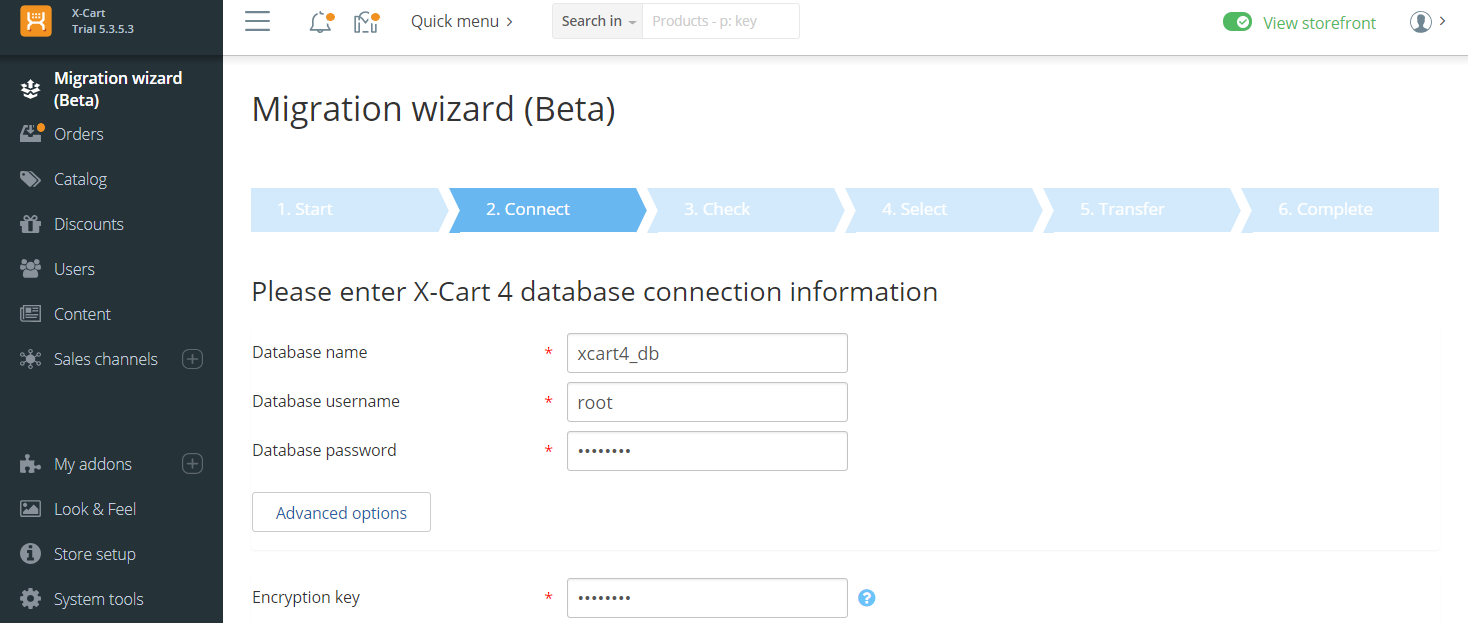 X-Cart
Trial 5.3.5.3
Quick menu
Search in
Products - p: key
View storefront
Migration wizard
(Beta)
Orders
Catalog
Discounts
Users
Content
Sales channels
My addons
Look & Feel
Store setup
System tools
Migration wizard (Beta)
1. Start
2. Connect
3. Check
4. Select
5. Transfer
6. Complete
Please enter X-Cart 4 database connection information
Database name * xcart4_db
Database username * root
Database password * ••••••••
Advanced options
Encryption key * •••••••• ?